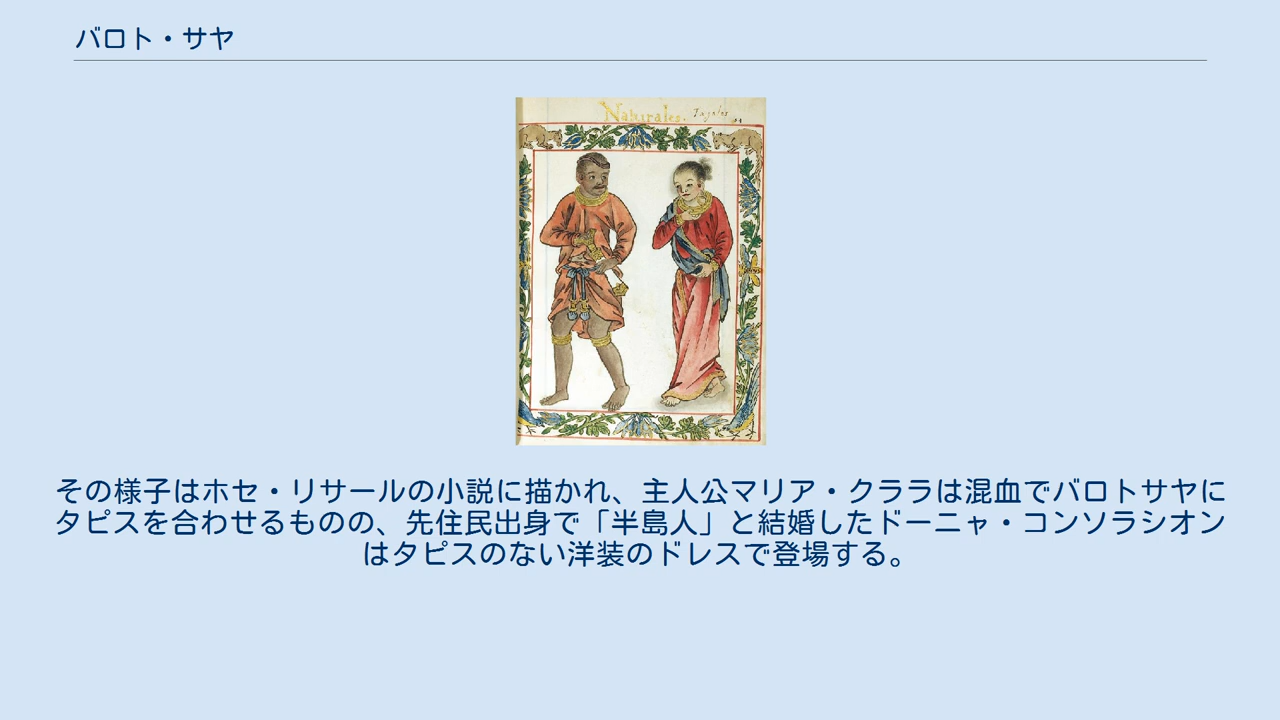 バロト・サヤ
Naturales.
その様子はホセ・リサールの小説に描かれ、主人公マリア・クララは混血でバロトサヤに
タピスを合わせるものの、先住民出身で「半島人」と結婚したドーニャ・コンソラシオン
はタピスのない洋装のドレスで登場する。